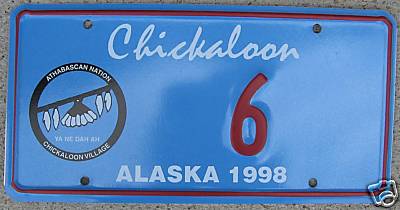 Chickaloon
ATHABASCAN NATION
6
YA NE DAH AH
CHICKALOON VILLAGE
ALASKA 1998